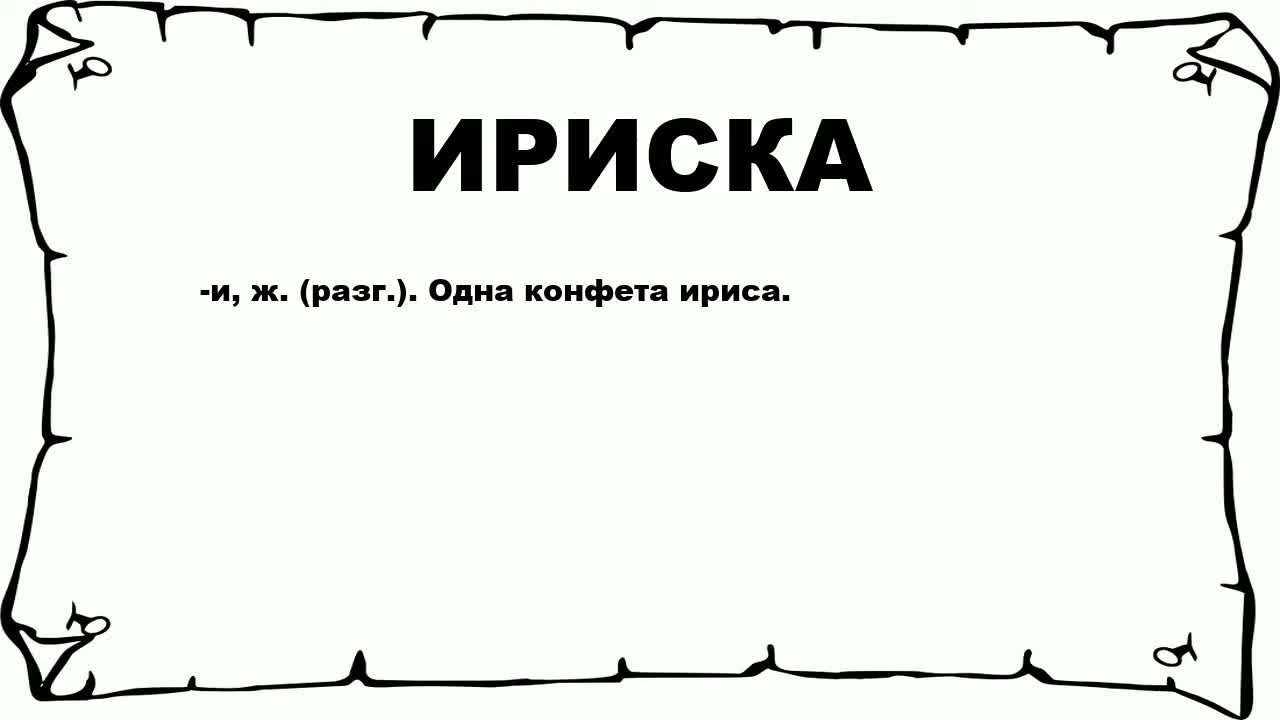 ИРИСКА
-и, ж. (разг.). Одна конфета ириса.